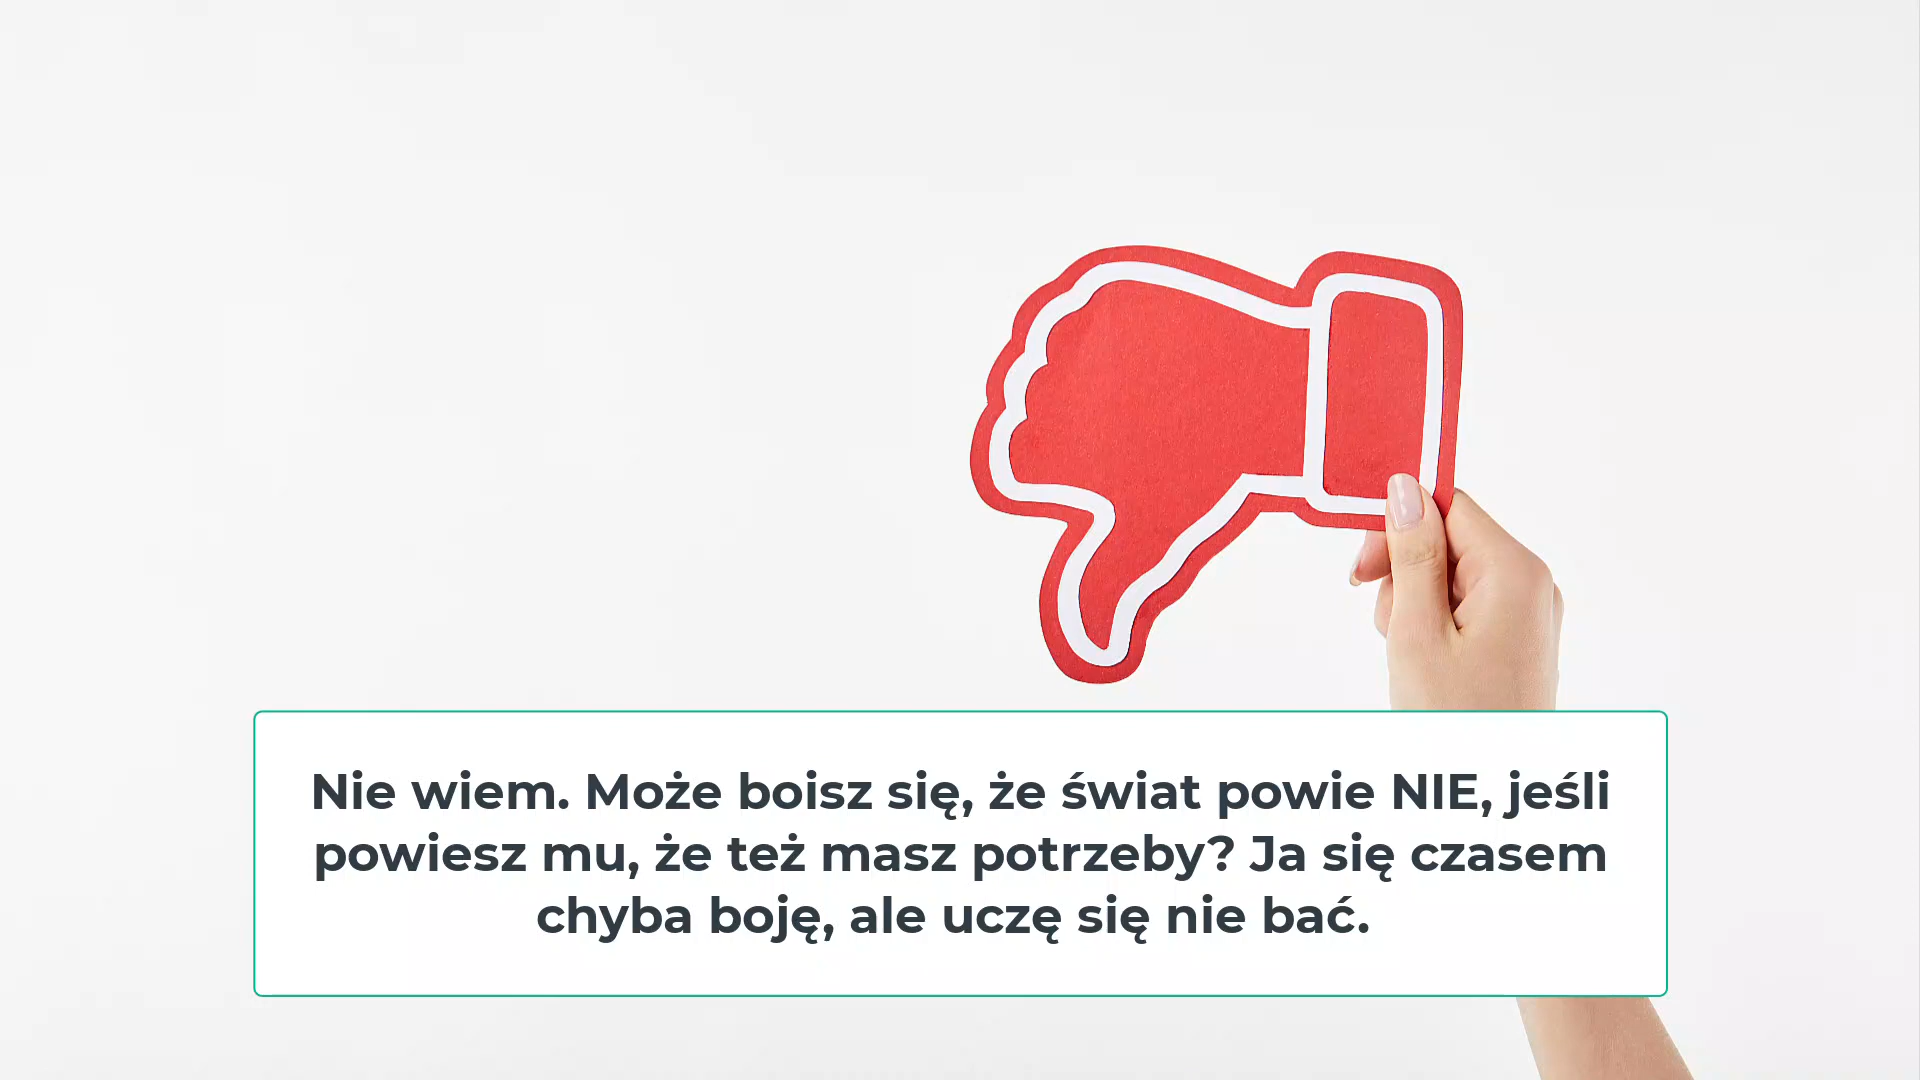 Nie wiem. Może boisz się, że świat powie NIE, jeśli
powiesz mu, że też masz potrzeby? Ja się czasem
chyba boję, ale uczę się nie bać.